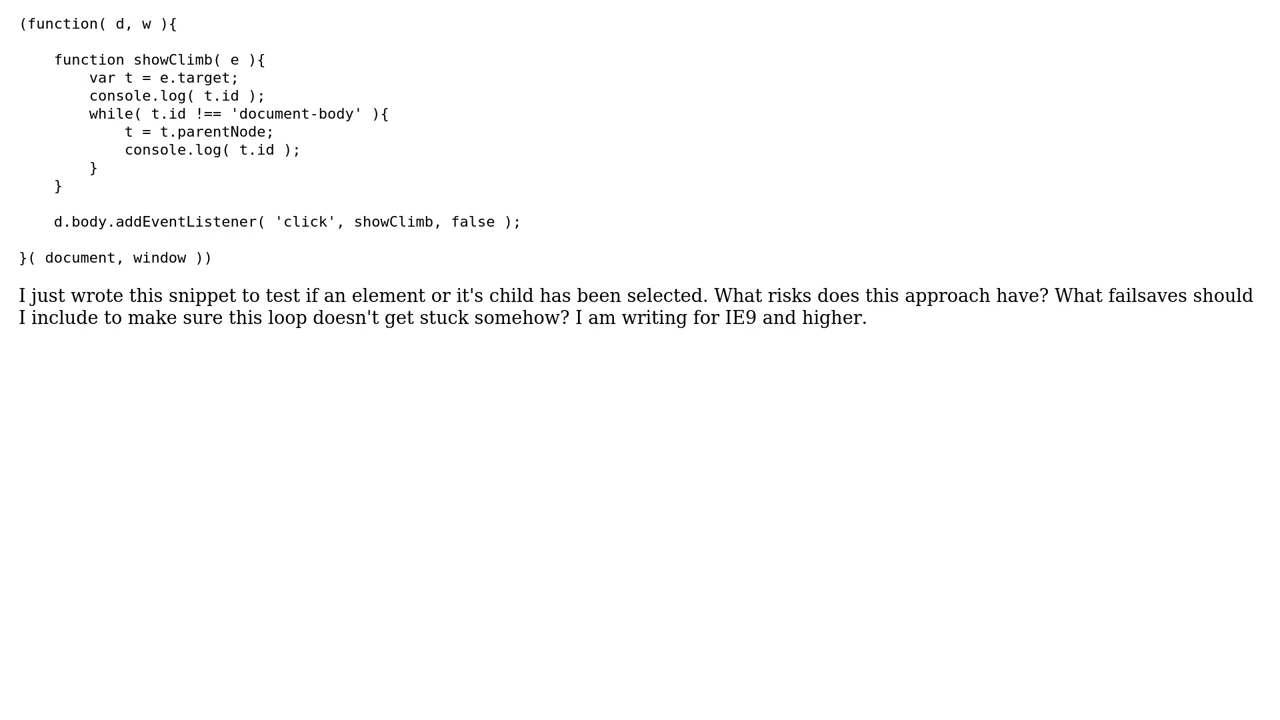 (function( d, w ){
    function showClimb( e ){
        var t = e.target;
        console.log( t.id );
        while( t.id !== 'document-body' ){
            t = t.parentNode;
            console.log( t.id );
        }
    }
    d.body.addEventListener( 'click', showClimb, false );
}( document, window ))
I just wrote this snippet to test if an element or it's child has been selected. What risks does this approach have? What failsaves should
I include to make sure this loop doesn't get stuck somehow? I am writing for IE9 and higher.